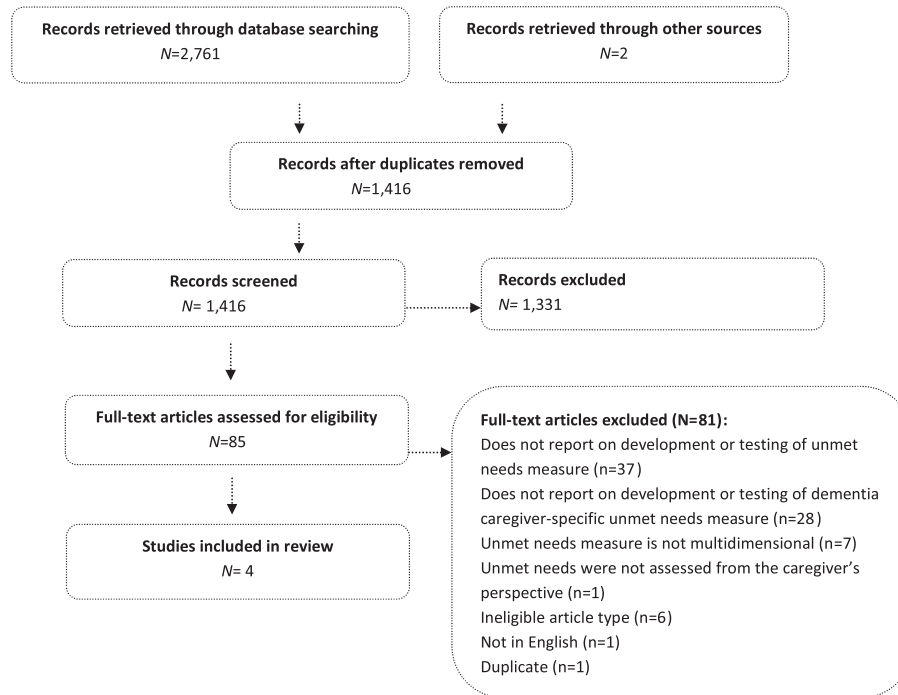 Records retrieved through database searching
N=2,761
Records retrieved through other sources
N=2
Records after duplicates removed
N=1,416
Records screened
N= 1,416
Records excluded
N= 1,331
Full-text articles assessed for eligibility
N=85
Full-text articles excluded (N=81):
Does not report on development or testing of unmet
needs measure (n=37)
Does not report on development or testing of dementia
caregiver-specific unmet needs measure (n=28)
Unmet needs measure is not multidimensional (n=7)
Unmet needs were not assessed from the caregiver’s
perspective (n=1)
Ineligible article type (n=6)
Not in English (n=1)
Duplicate (n=1)
Studies included in review
N= 4